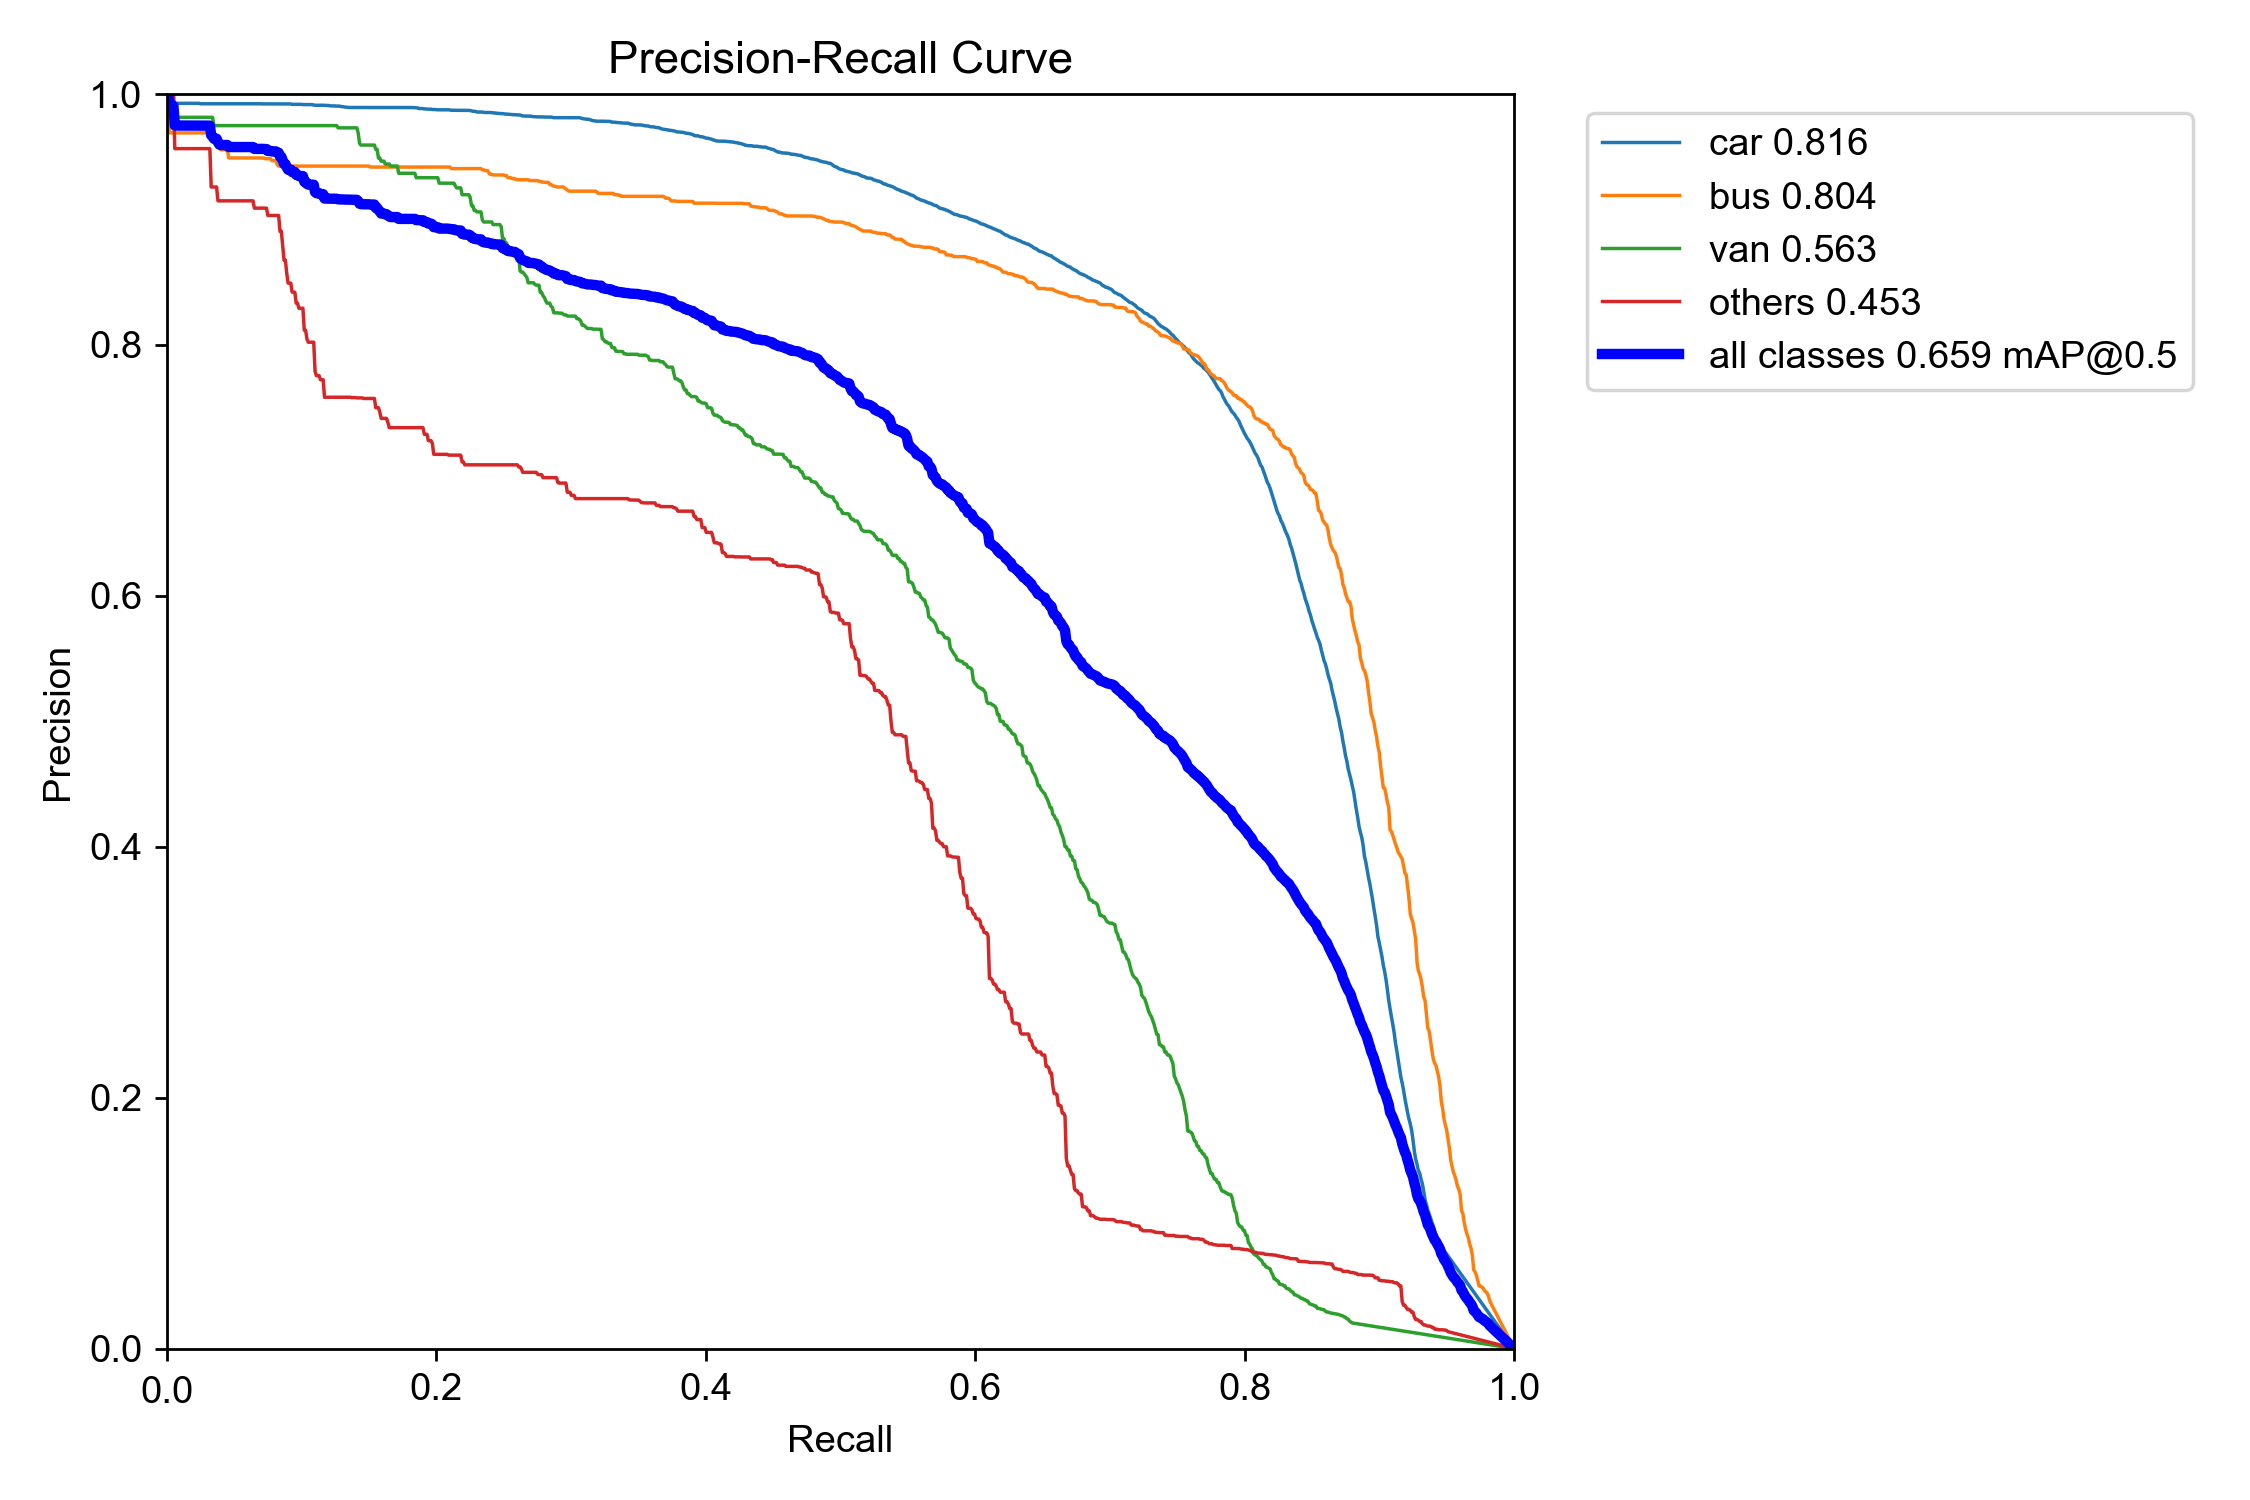 Precision-Recall Curve
1.0
0.8
0.6
0.4
0.2
0.0
Precision
0.0 0.2 0.4 0.6 0.8 1.0
Recall
car 0.816
bus 0.804
van 0.563
others 0.453
all classes 0.659 mAP@0.5